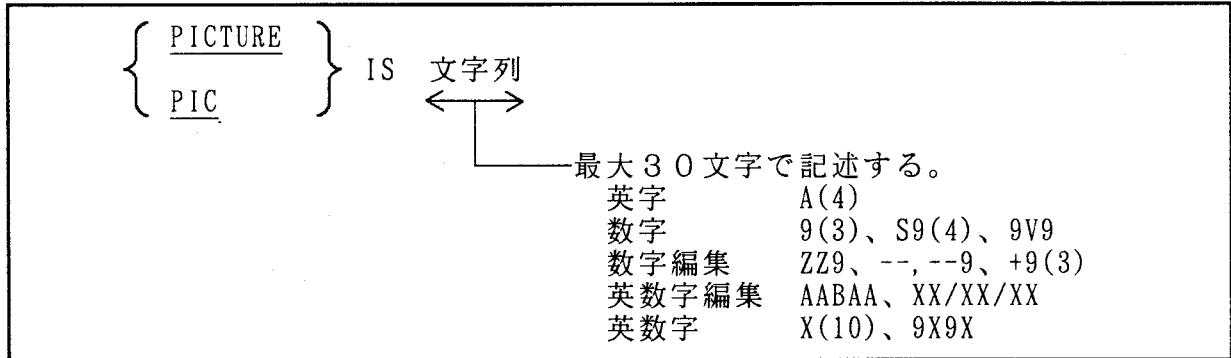 PICTURE
PIC
IS 文字列
最大30文字で記述する。
英字 A(4)
数字 9(3)、S9(4)、9V9
数字編集 ZZ9、--,--9、+9(3)
英数字編集 AABAA、XX/XX/XX
英数字 X(10)、9X9X